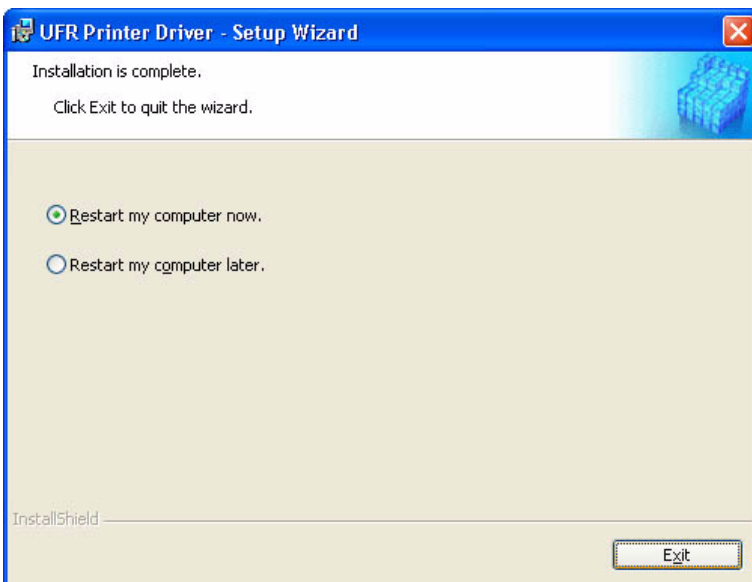 UFR Printer Driver - Setup Wizard
Installation is complete.
Click Exit to quit the wizard.
Restart my computer now.
Restart my computer later.
InstallShield
Exit